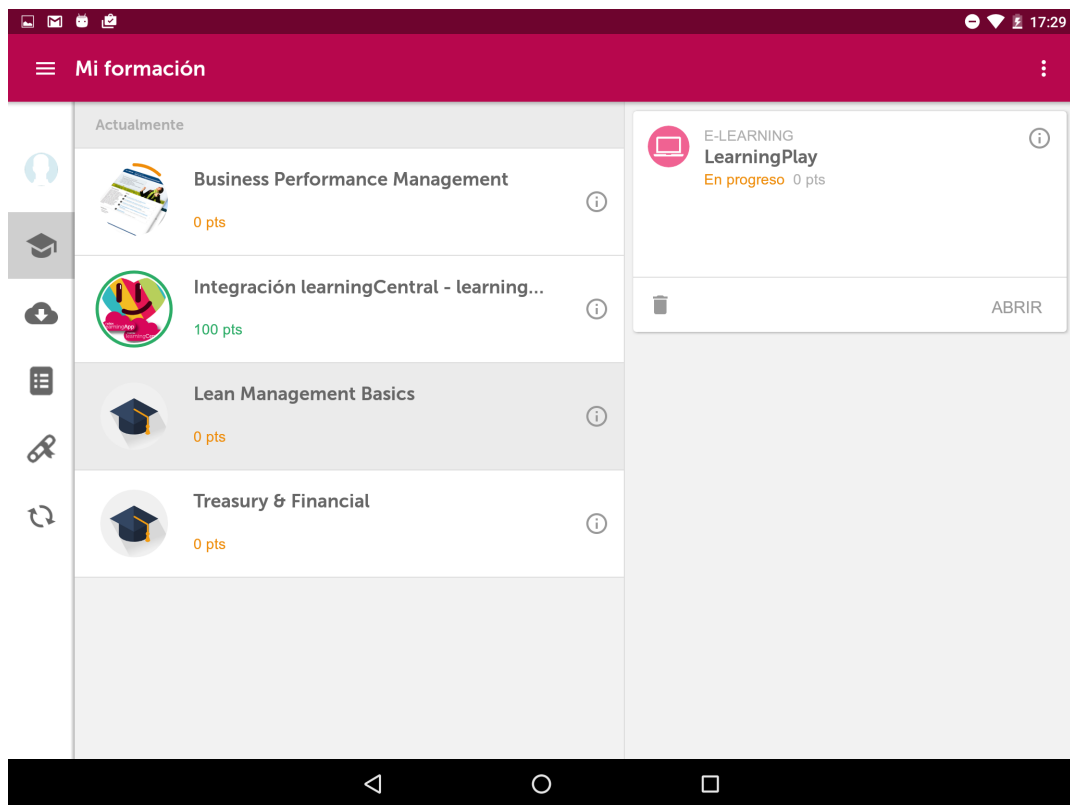 17:29
Mi formación
Actualmente
Business Performance Management
0 pts
Integración learningCentral - learning...
100 pts
Lean Management Basics
0 pts
Treasury & Financial
0 pts
E-LEARNING
LearningPlay
En progreso 0 pts
ABRIR